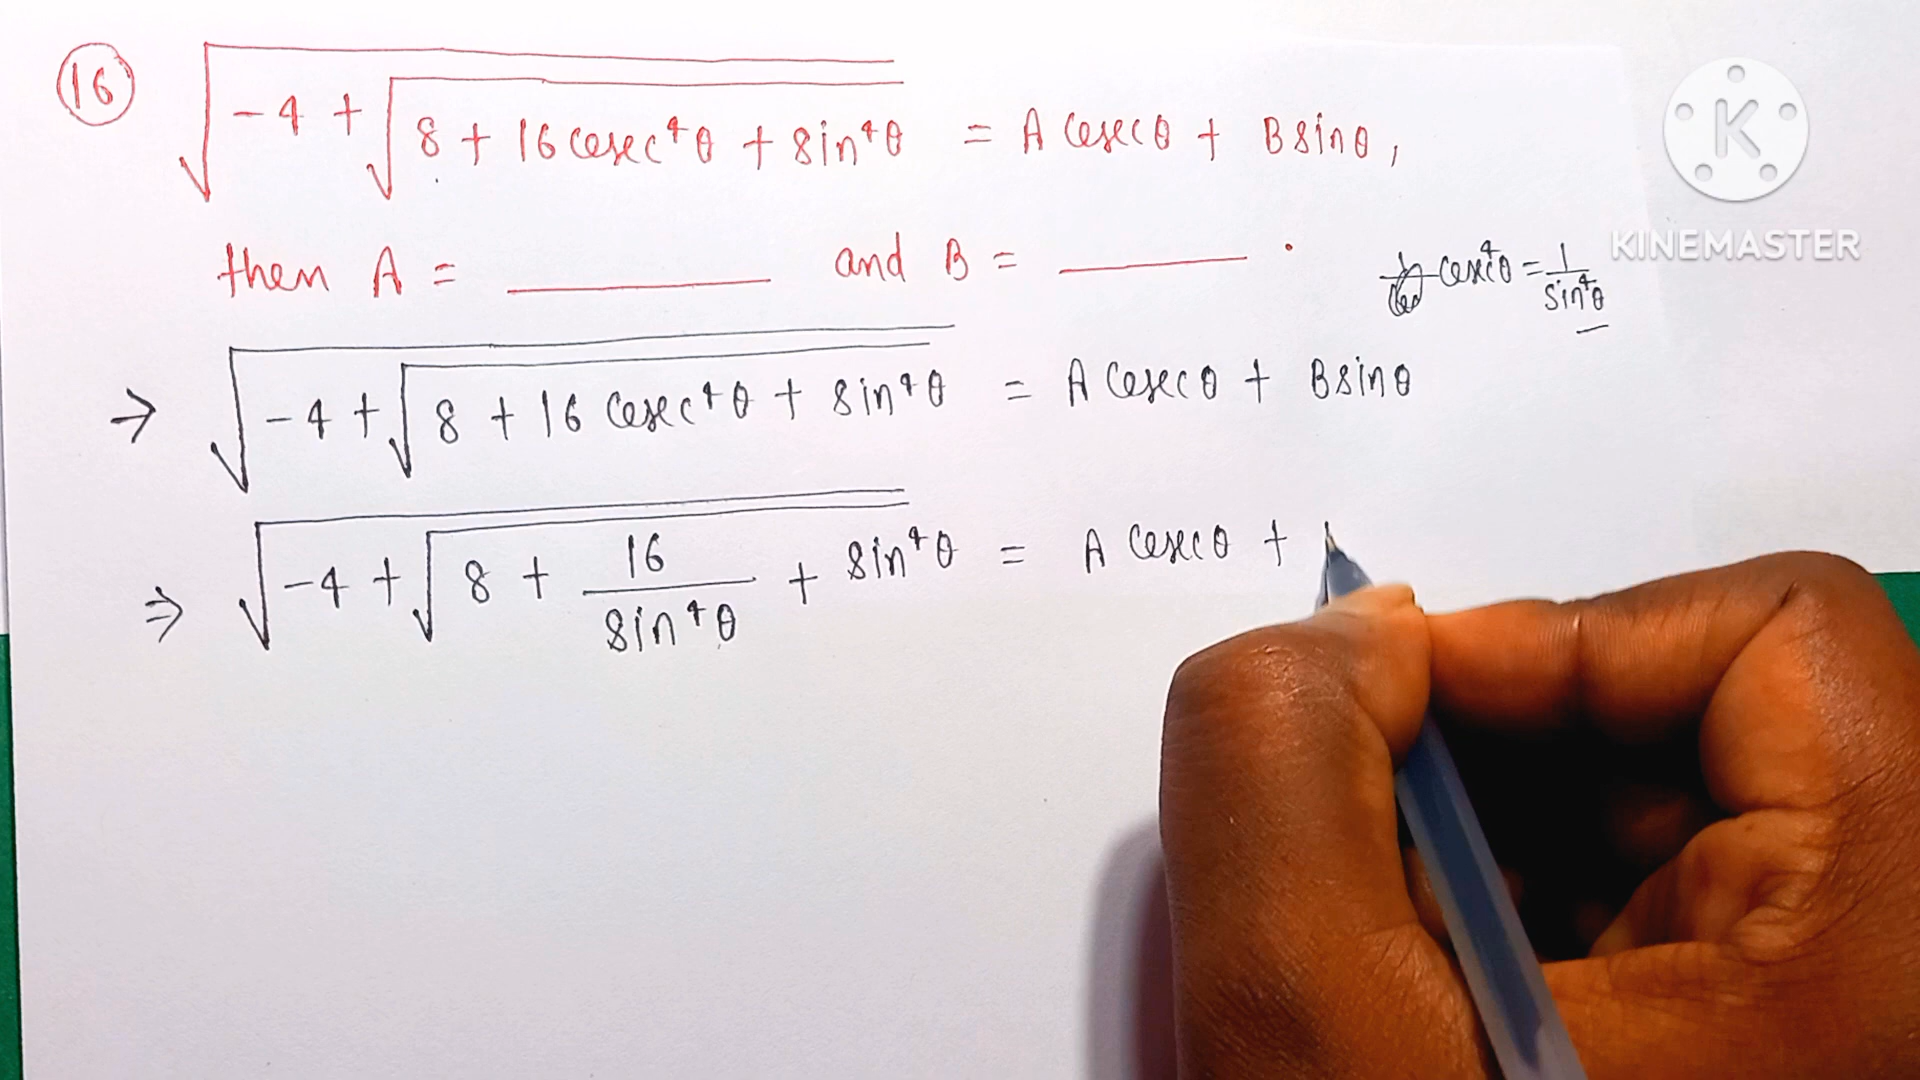 (16) √(-4 + √(8 + 16 cosec⁴θ + sin⁴θ)) = A cosecθ + B sinθ,
then A = ________ and B = ________ .
cosec⁴θ = 1/sin⁴θ
→ √(-4 + √(8 + 16 cosec⁴θ + sin⁴θ)) = A cosecθ + B sinθ
⇒ √(-4 + √(8 + 16/sin⁴θ + sin⁴θ)) = A cosecθ +
KINEMASTER